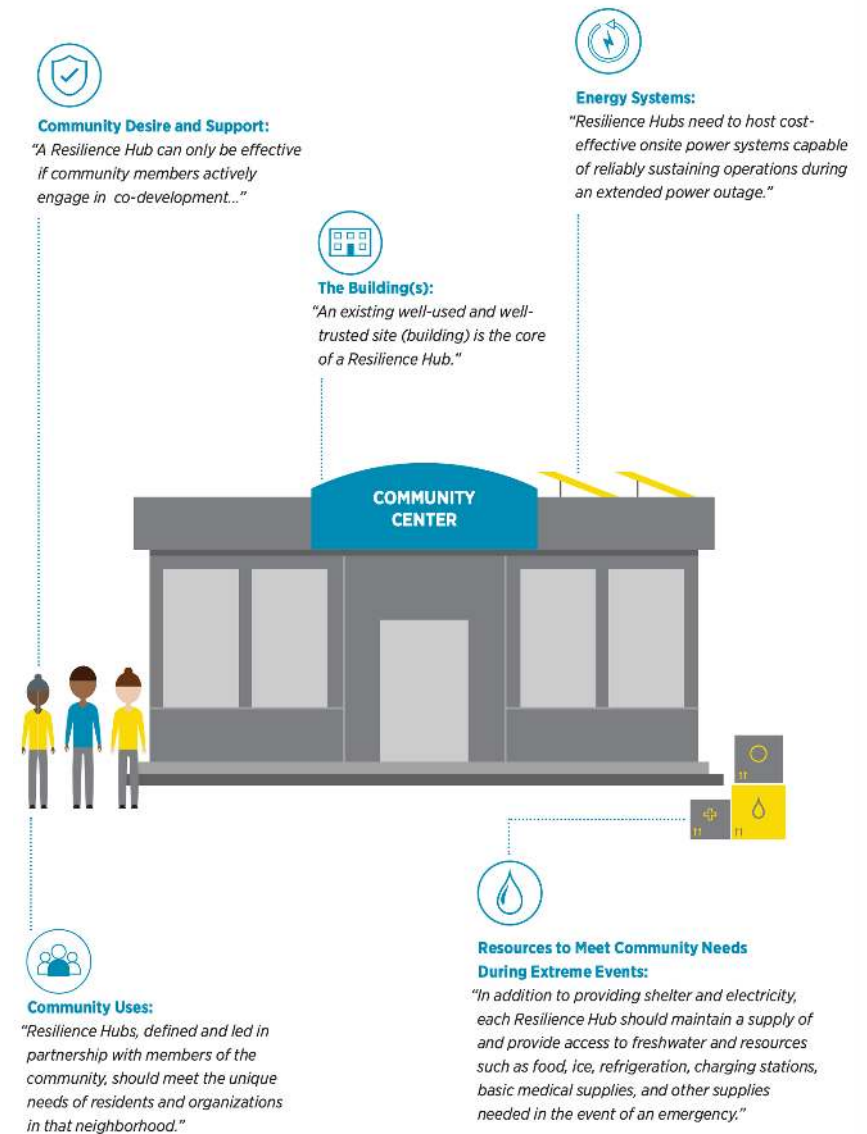 Community Desire and Support:
“A Resilience Hub can only be effective
if community members actively
engage in co-development...”
Energy Systems:
“Resilience Hubs need to host cost-
effective onsite power systems capable
of reliably sustaining operations during
an extended power outage.”
The Building(s):
“An existing well-used and well-
trusted site (building) is the core
of a Resilience Hub.”
COMMUNITY
CENTER
Community Uses:
“Resilience Hubs, defined and led in
partnership with members of the
community, should meet the unique
needs of residents and organizations
in that neighborhood.”
Resources to Meet Community Needs
During Extreme Events:
“In addition to providing shelter and electricity,
each Resilience Hub should maintain a supply of
and provide access to freshwater and resources
such as food, ice, refrigeration, charging stations,
basic medical supplies, and other supplies
needed in the event of an emergency.”